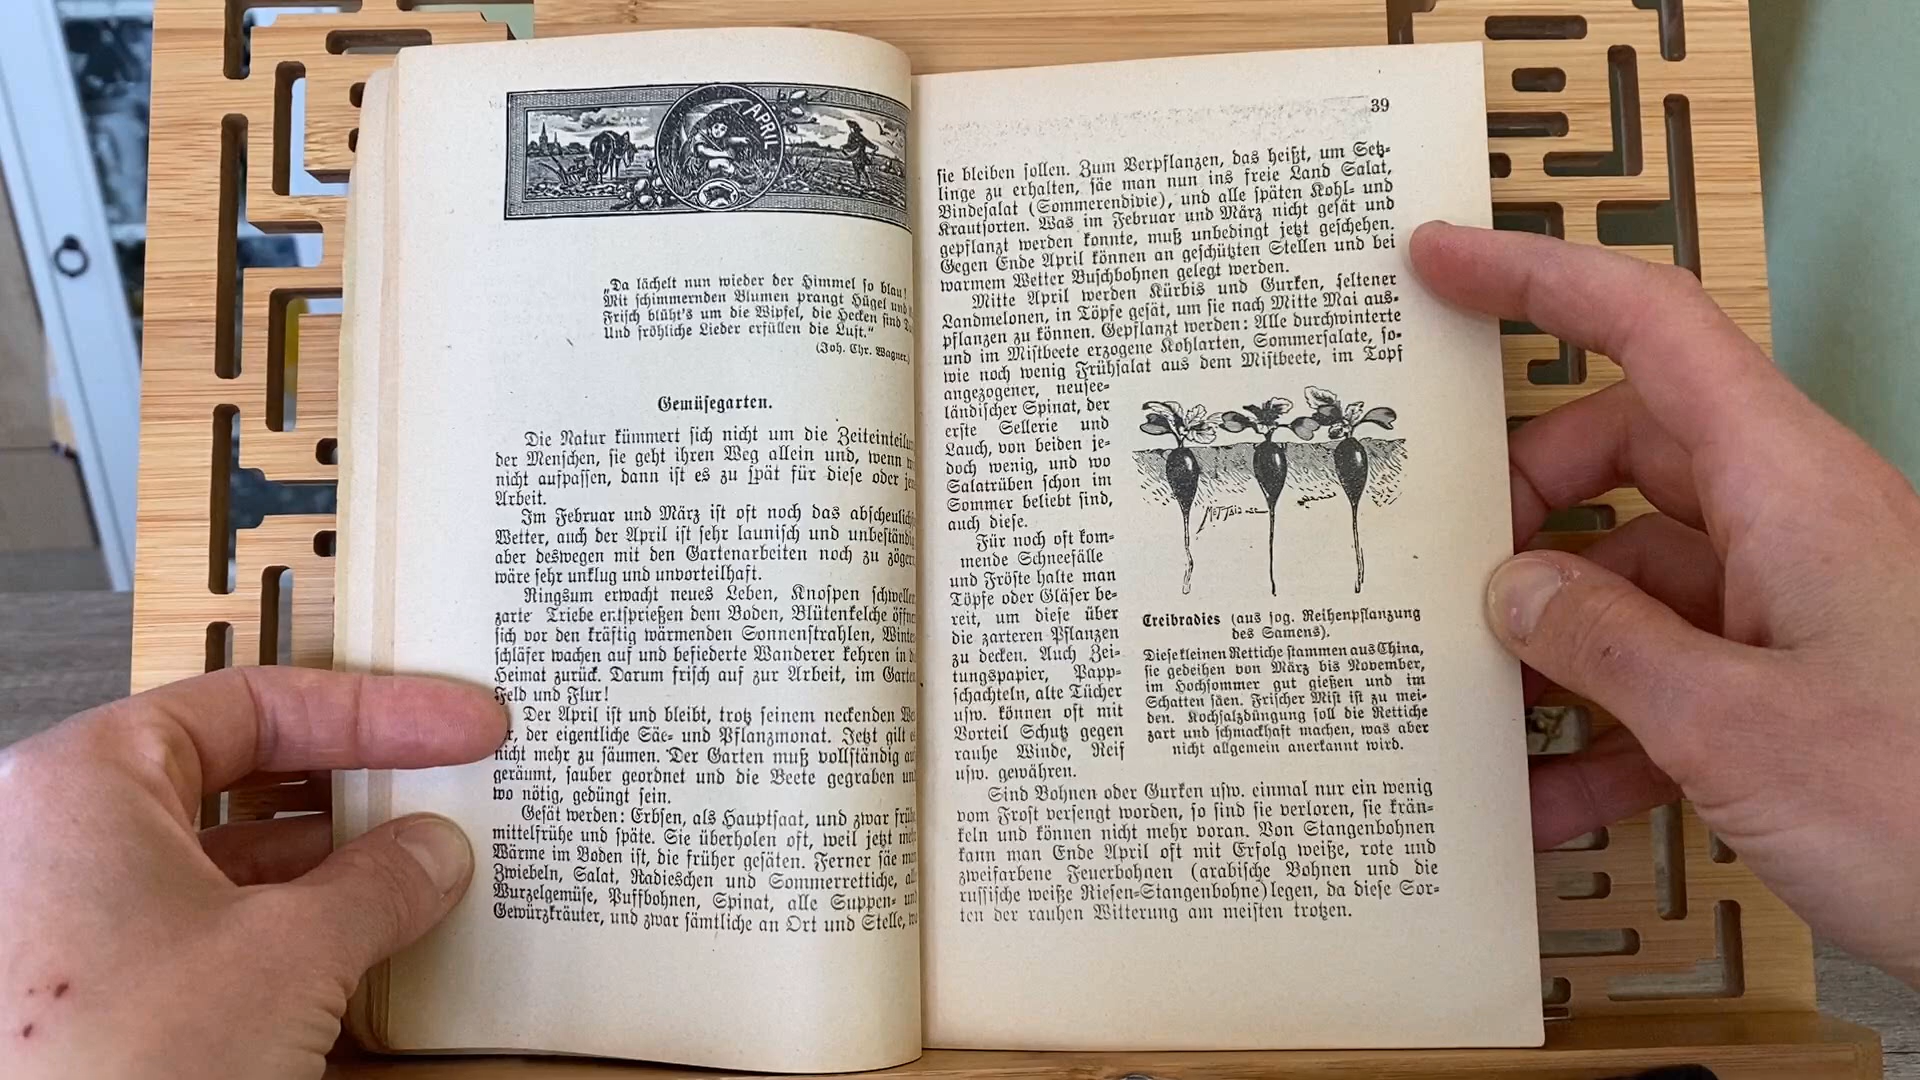 APRIL
„Da lächelt nun wieder der Himmel so blau!
Mit schimmernden Blumen prangt Hügel und
Frisch blüht's um die Wipfel, die Hecken sind
Und fröhliche Lieder erfüllen die Luft.“
(Joh. Chr. Wagner.)
Gemüsegarten.
Die Natur kümmert sich nicht um die
der Menschen, sie geht ihren Weg allein und, wenn
nicht aufpassen, dann ist es zu spät für diese oder
Arbeit.
Im Februar und März ist oft noch das
Wetter, auch der April ist sehr launisch und
aber deswegen mit den Gartenarbeiten noch zu
wäre sehr unklug und unvorteilhaft.
Ringsum erwacht neues Leben, Knospen
zarte Triebe entsprießen dem Boden, Blütenkelche
sich vor den kräftig wärmenden Sonnenstrahlen,
schläfer wachen auf und befiederte Wanderer kehren in
Heimat zurück. Darum frisch auf zur Arbeit, im
Feld und Flur!
Der April ist und bleibt, trotz seinem neckenden
der eigentliche Säe- und Pflanzmonat. Jetzt gilt
nicht mehr zu säumen. Der Garten muß vollständig
geräumt, sauber geordnet und die Beete gegraben
wo nötig, gedüngt sein.
Gesät werden: Erbsen, als Hauptsaat, und zwar
mittelfrühe und späte. Sie überholen oft, weil jetzt
Wärme im Boden ist, die früher gesäten. Ferner säe
Zwiebeln, Salat, Radieschen und Sommerrettiche,
Wurzelgemüse, Puffbohnen, Spinat, alle Suppen-
Gewürzkräuter, und zwar sämtliche an Ort und Stelle,
39
sie bleiben sollen. Zum Verpflanzen, das heißt, um Setz-
linge zu erhalten, säe man nun ins freie Land Salat,
Bindesalat (Sommerendivie), und alle späten Kohl- und
Krautsorten. Was im Februar und März nicht gesät und
gepflanzt werden konnte, muß unbedingt jetzt geschehen.
Gegen Ende April können an geschützten Stellen und bei
warmem Wetter Buschbohnen gelegt werden.
Mitte April werden Kürbis und Gurken, seltener
Landmelonen, in Töpfe gesät, um sie nach Mitte Mai aus-
pflanzen zu können. Gepflanzt werden: Alle durchwinterte
und im Mistbeete erzogene Kohlarten, Sommersalate, so-
wie noch wenig Frühsalat aus dem Mistbeete, im Topf
angezogener, neusee-
ländischer Spinat, der
erste Sellerie und
Lauch, von beiden je-
doch wenig, und wo
Salatrüben schon im
Sommer beliebt sind,
auch diese.
Für noch oft kom-
mende Schneefälle
und Fröste halte man
Töpfe oder Gläser be-
reit, um diese über
die zarteren Pflanzen
zu decken. Auch Zei-
tungspapier, Papp-
schachteln, alte Tücher
usw. können oft mit
Vorteil Schutz gegen
rauhe Winde, Reif
usw. gewähren.
Treibradies (aus sog. Reihenpflanzung
des Samens).
Diese kleinen Rettiche stammen aus China,
sie gedeihen von März bis November,
im Hochsommer gut gießen und im
Schatten säen. Frischer Mist ist zu mei-
den. Kochsalzdüngung soll die Rettiche
zart und schmackhaft machen, was aber
nicht allgemein anerkannt wird.
Sind Bohnen oder Gurken usw. einmal nur ein wenig
vom Frost versengt worden, so sind sie verloren, sie krän-
keln und können nicht mehr voran. Von Stangenbohnen
kann man Ende April oft mit Erfolg weiße, rote und
zweifarbene Feuerbohnen (arabische Bohnen und die
russische weiße Riesen-Stangenbohne) legen, da diese Sor-
ten der rauhen Witterung am meisten trotzen.